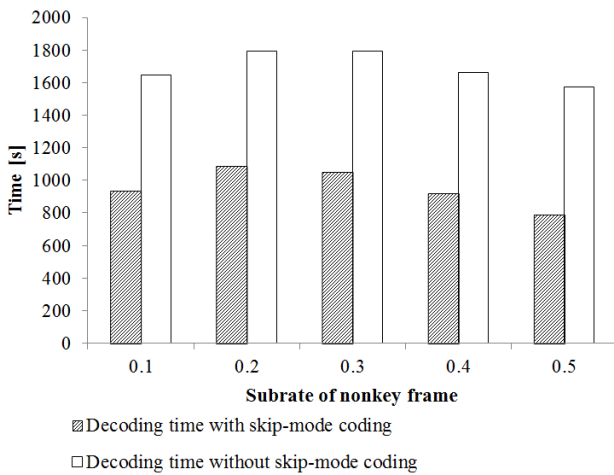 2000
1800
1600
1400
1200
1000
800
600
400
200
0
Time [s]
0.1 0.2 0.3 0.4 0.5
Subrate of nonkey frame
Decoding time with skip-mode coding
Decoding time without skip-mode coding